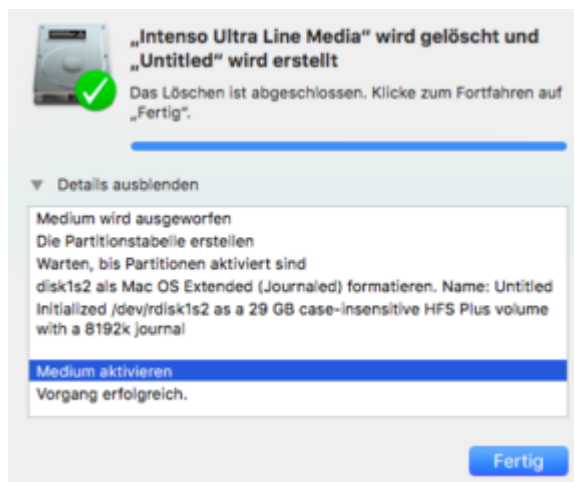 „Intenso Ultra Line Media“ wird gelöscht und
„Untitled“ wird erstellt
Das Löschen ist abgeschlossen. Klicke zum Fortfahren auf
„Fertig“.
Details ausblenden
Medium wird ausgeworfen
Die Partitionstabelle erstellen
Warten, bis Partitionen aktiviert sind
disk1s2 als Mac OS Extended (Journaled) formatieren. Name: Untitled
Initialized /dev/rdisk1s2 as a 29 GB case-insensitive HFS Plus volume
with a 8192k journal
Medium aktivieren
Vorgang erfolgreich.
Fertig